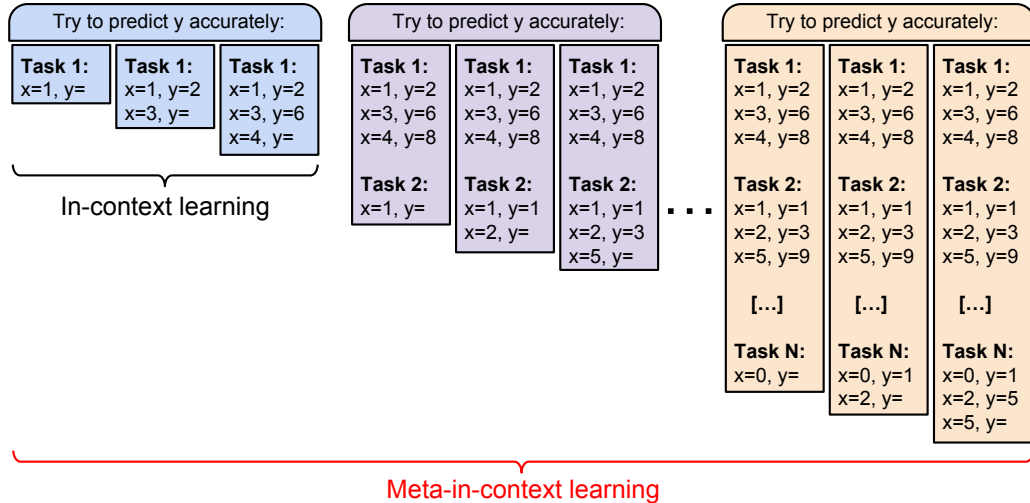 Try to predict y accurately:
Task 1:
x=1, y=
Task 1:
x=1, y=2
x=3, y=
Task 1:
x=1, y=2
x=3, y=6
x=4, y=
In-context learning
Try to predict y accurately:
Task 1:
x=1, y=2
x=3, y=6
x=4, y=8
Task 2:
x=1, y=
Task 1:
x=1, y=2
x=3, y=6
x=4, y=8
Task 2:
x=1, y=1
x=2, y=
Task 1:
x=1, y=2
x=3, y=6
x=4, y=8
Task 2:
x=1, y=1
x=2, y=3
x=5, y=
. . .
Try to predict y accurately:
Task 1:
x=1, y=2
x=3, y=6
x=4, y=8
Task 2:
x=1, y=1
x=2, y=3
x=5, y=9
[...]
Task N:
x=0, y=
Task 1:
x=1, y=2
x=3, y=6
x=4, y=8
Task 2:
x=1, y=1
x=2, y=3
x=5, y=9
[...]
Task N:
x=0, y=1
x=2, y=
Task 1:
x=1, y=2
x=3, y=6
x=4, y=8
Task 2:
x=1, y=1
x=2, y=3
x=5, y=9
[...]
Task N:
x=0, y=1
x=2, y=5
x=5, y=
Meta-in-context learning